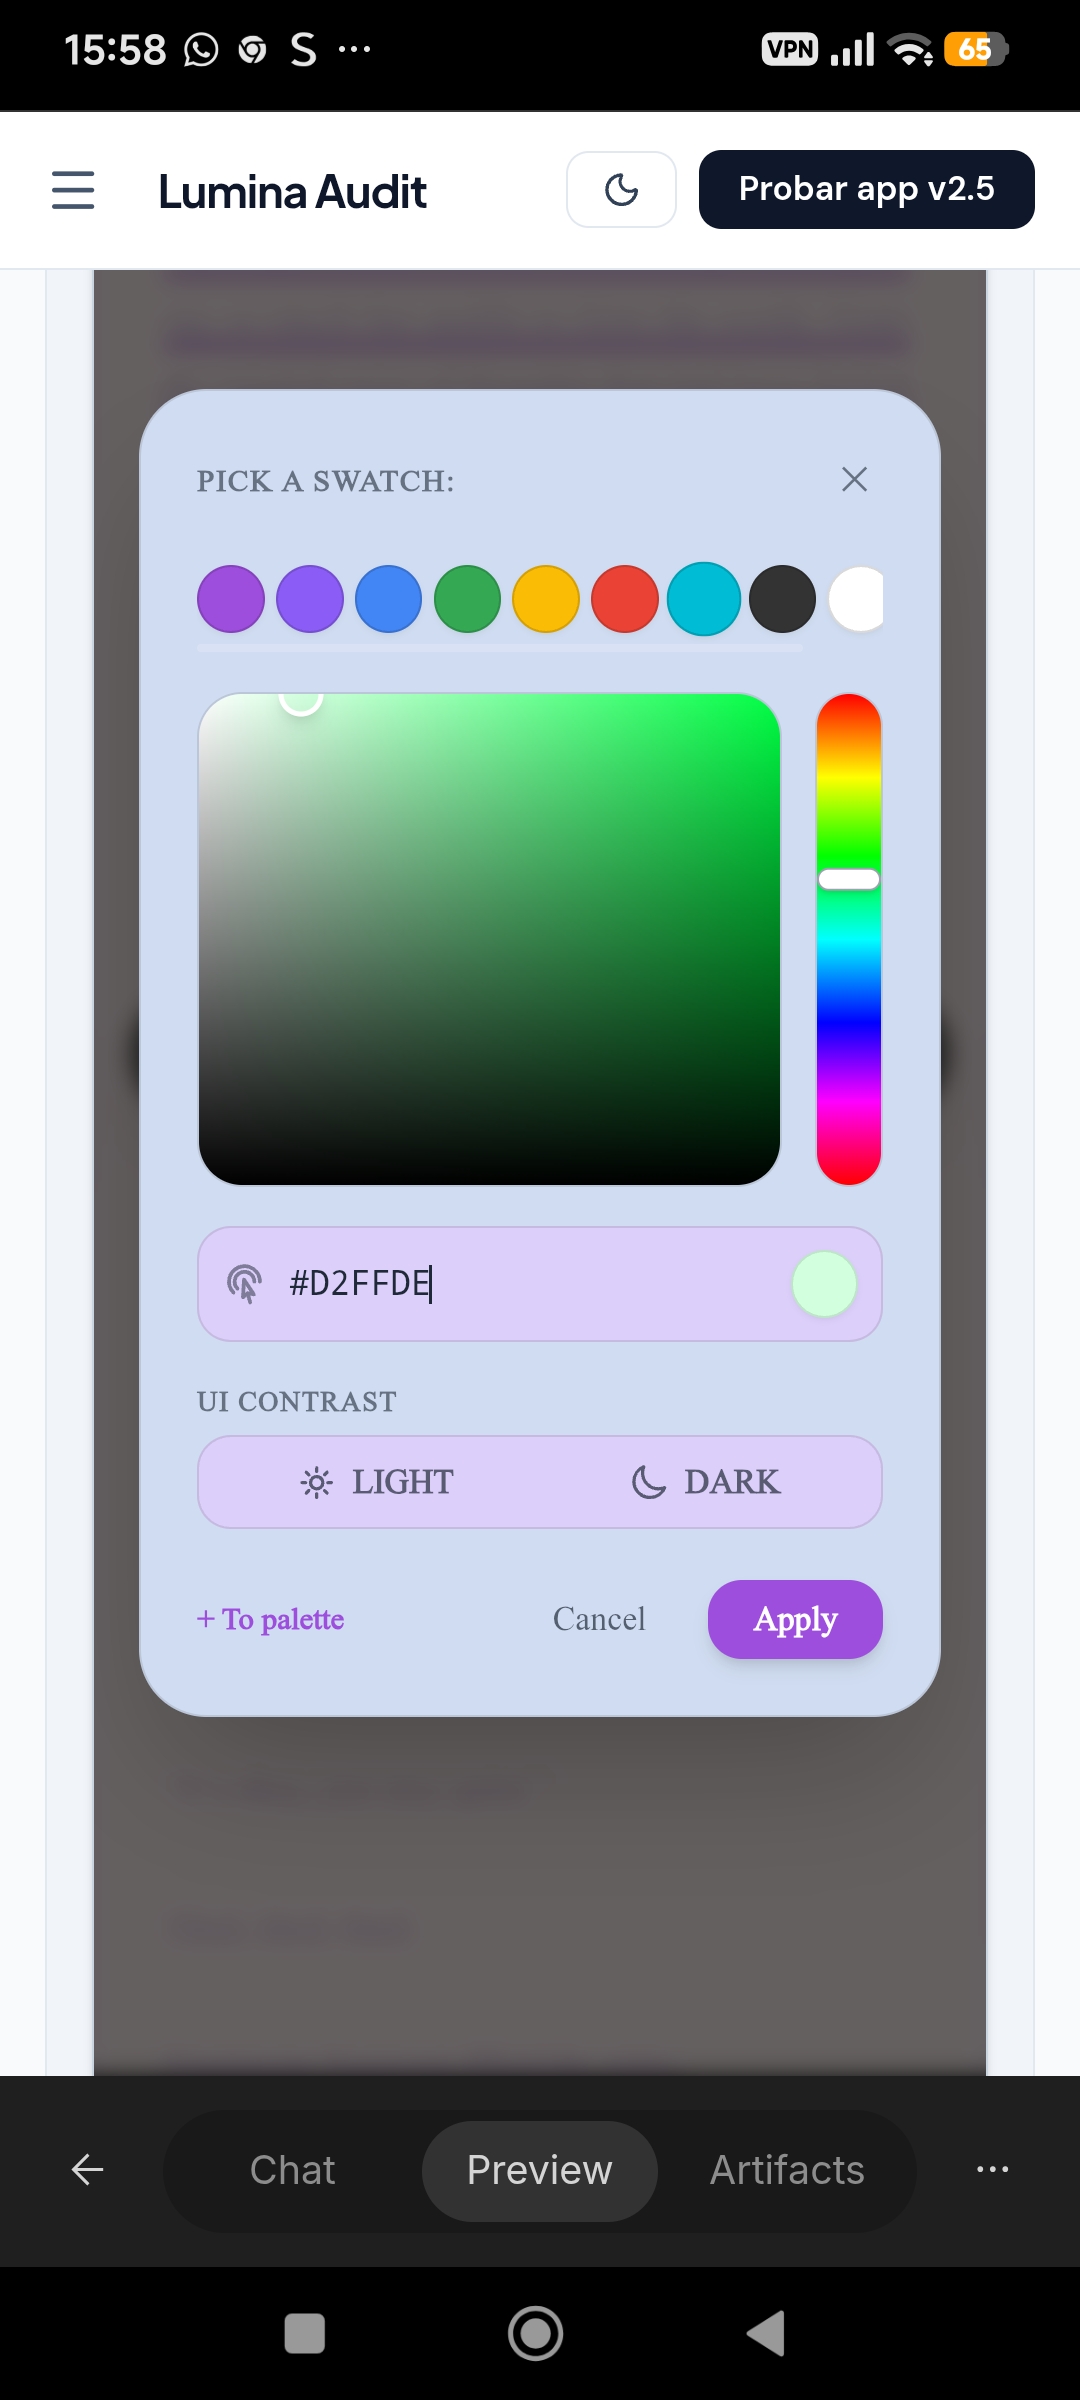 15:58 S ... VPN 65
Lumina Audit
Probar app v2.5
PICK A SWATCH:
#D2FFDE
UI CONTRAST
LIGHT
DARK
+ To palette
Cancel
Apply
Chat
Preview
Artifacts